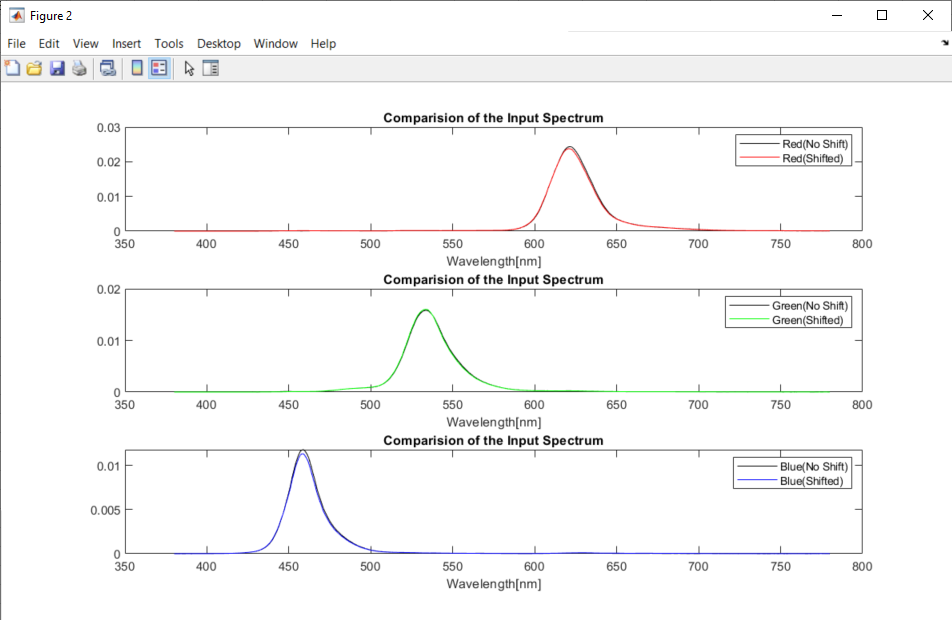 Figure 2
File Edit View Insert Tools Desktop Window Help
Comparision of the Input Spectrum
0.03
0.02
0.01
0
Red(No Shift)
Red(Shifted)
350 400 450 500 550 600 650 700 750 800
Wavelength[nm]
Comparision of the Input Spectrum
0.02
0.01
0
Green(No Shift)
Green(Shifted)
350 400 450 500 550 600 650 700 750 800
Wavelength[nm]
Comparision of the Input Spectrum
0.01
0.005
0
Blue(No Shift)
Blue(Shifted)
350 400 450 500 550 600 650 700 750 800
Wavelength[nm]